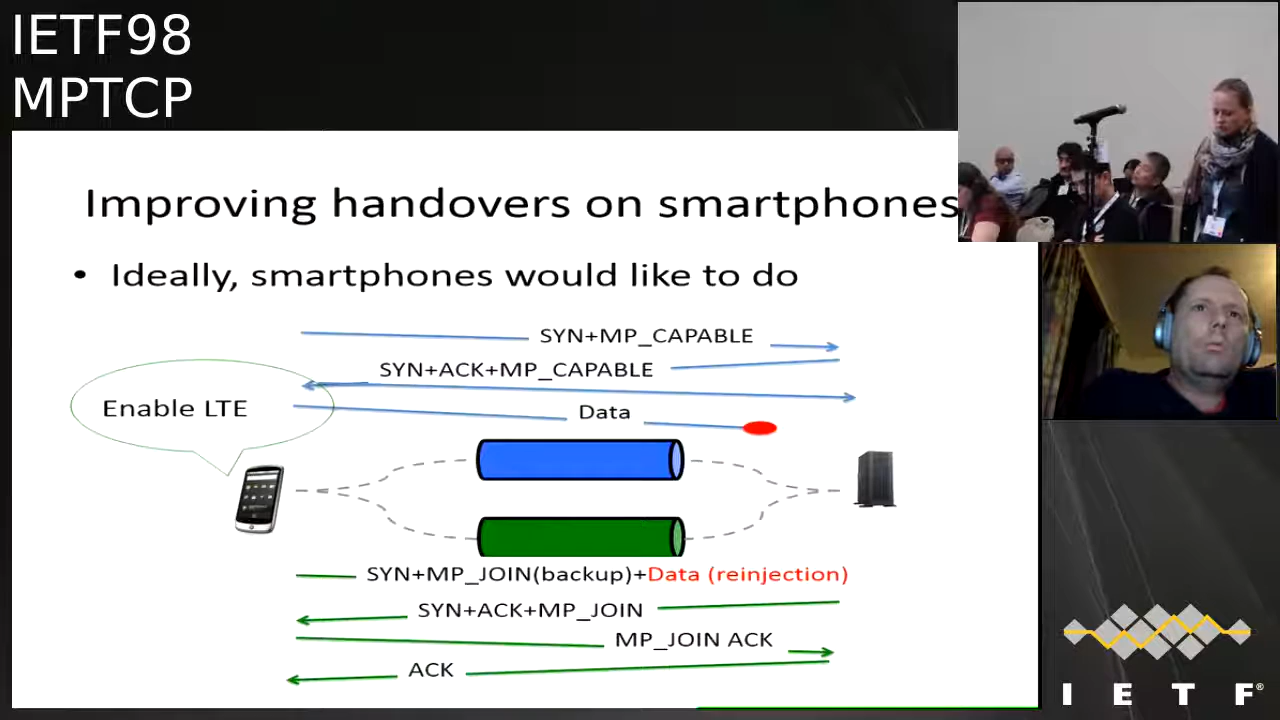 IETF98
MPTCP
Improving handovers on smartphones
• Ideally, smartphones would like to do
SYN+MP_CAPABLE
SYN+ACK+MP_CAPABLE
Enable LTE
Data
SYN+MP_JOIN(backup)+Data (reinjection)
SYN+ACK+MP_JOIN
MP_JOIN ACK
ACK
I E T F®